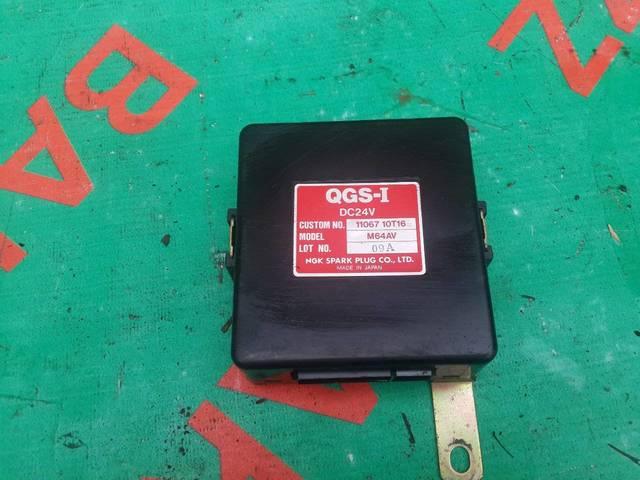 QGS-I
DC24V
CUSTOM NO. 11067 10T16
MODEL M64AV
LOT NO. 09A
NGK SPARK PLUG CO., LTD.
MADE IN JAPAN
BA